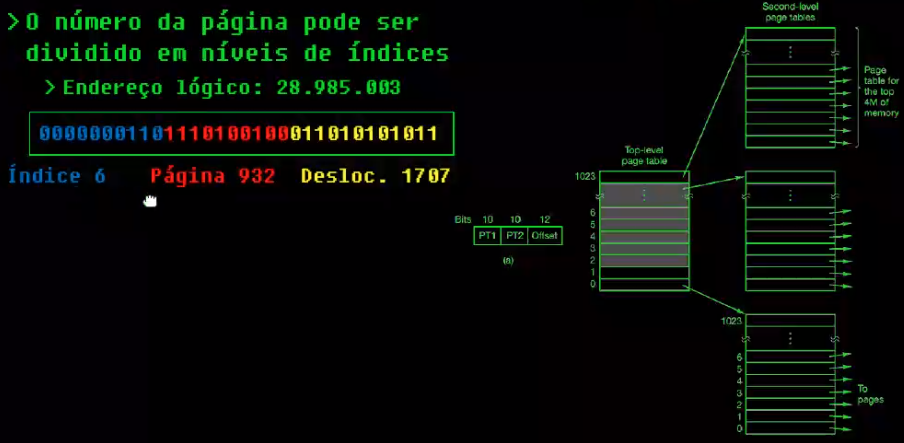 >O número da página pode ser
dividido em níveis de índices
>Endereço lógico: 28.985.003
00000001101110100100011010101011
Índice 6 Página 932 Desloc. 1707
Second-level
page tables
Page
table for
the top
4M of
memory
Top-level
page table
1023
6
5
4
3
2
1
0
Bits 10 10 12
PT1 PT2 Offset
(a)
1023
6
5
4
3
2
1
0
To
pages